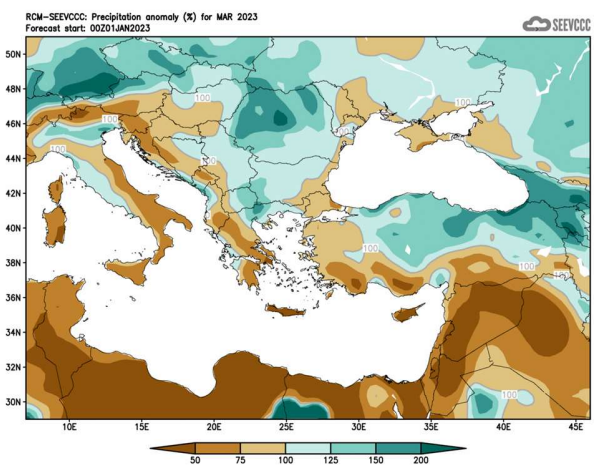 RCM-SEEVCCC: Precipitation anomaly (%) for MAR 2023
Forecast start: 00Z01JAN2023
SEEVCCC
50N
48N
100
100
46N
100
100
44N
100
100
42N
40N
100
38N
100
100
36N
34N
32N
100
30N
10E 15E 20E 25E 30E 35E 40E 45E
50 75 100 125 150 200